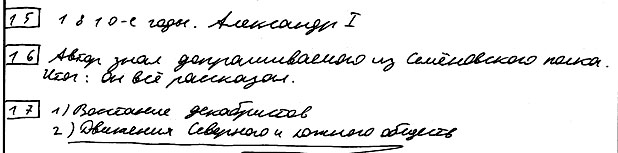 15 1810-е годы. Александр I
16 Автор знал допрашиваемого из Семёновского полка.
Итог: он всё рассказал.
17 1) Восстание декабристов
2) Движения Северного и южного обществ